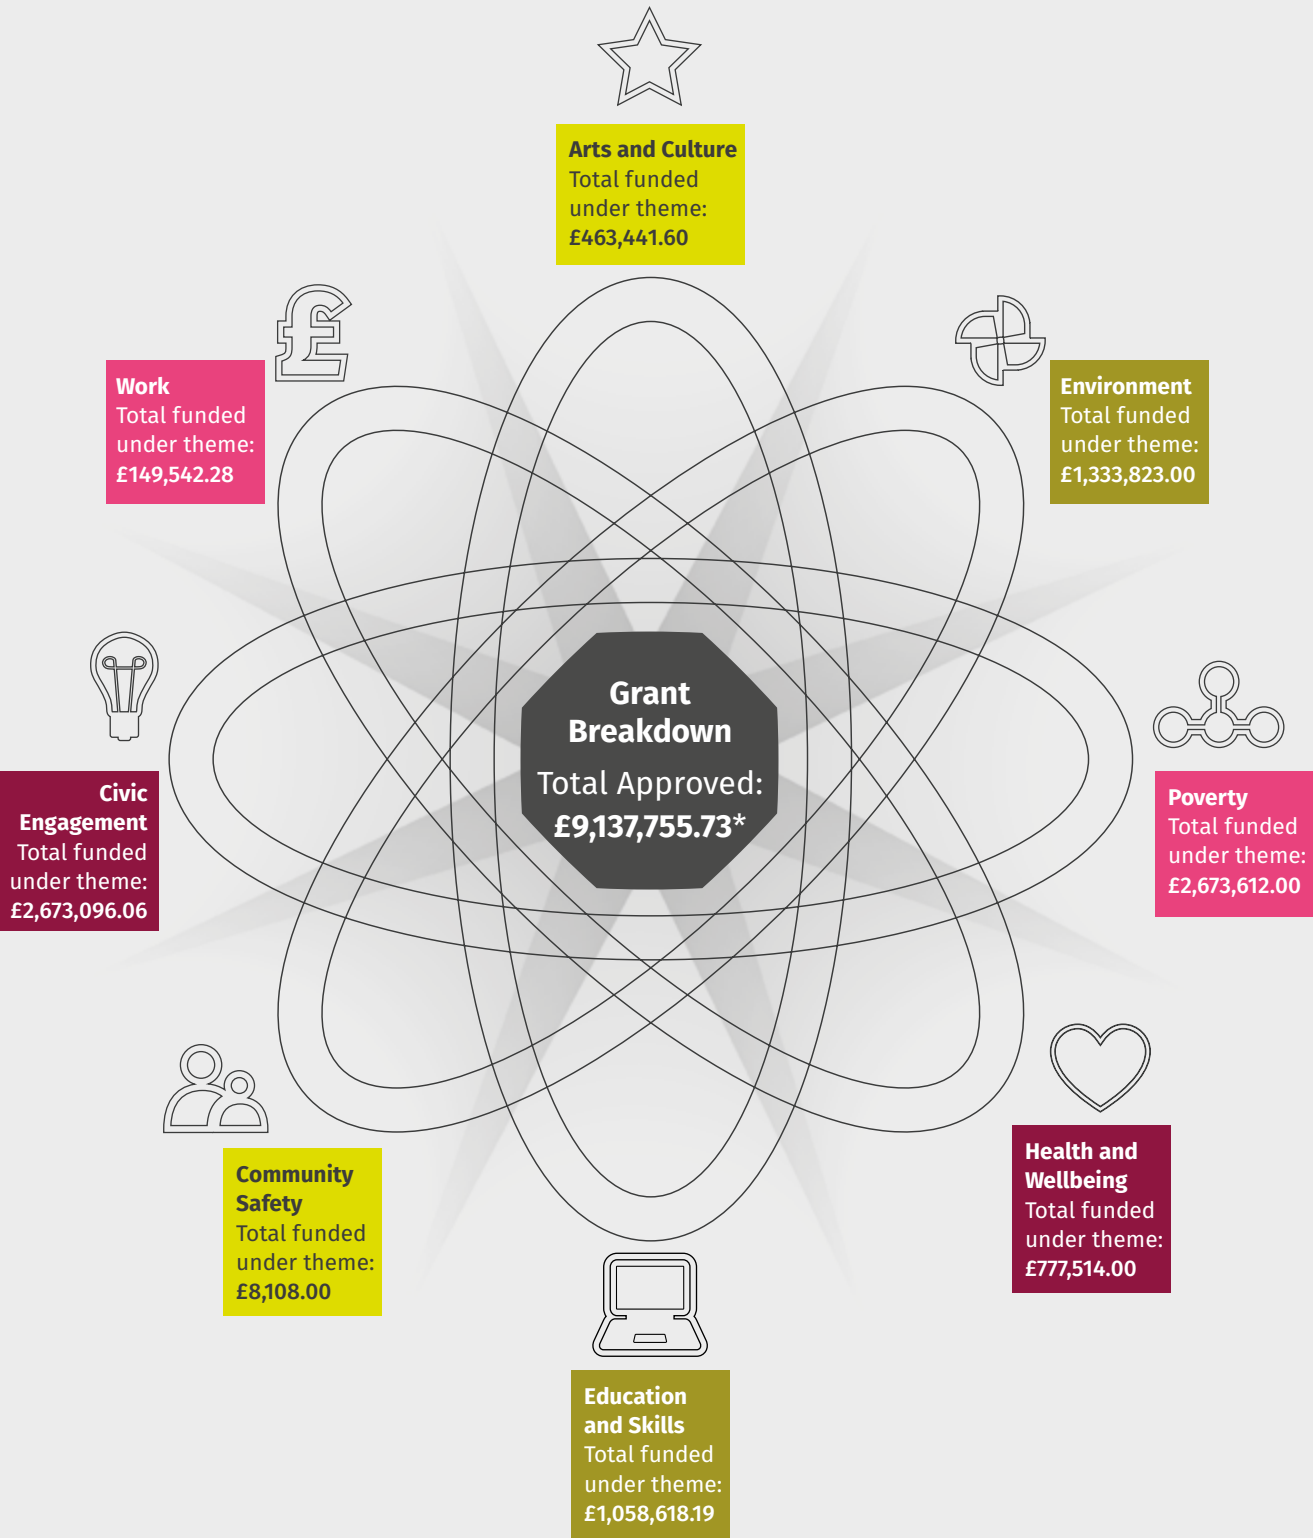 Arts and Culture
Total funded
under theme:
£463,441.60
Work
Total funded
under theme:
£149,542.28
Environment
Total funded
under theme:
£1,333,823.00
Grant
Breakdown
Total Approved:
£9,137,755.73*
Civic
Engagement
Total funded
under theme:
£2,673,096.06
Poverty
Total funded
under theme:
£2,673,612.00
Community
Safety
Total funded
under theme:
£8,108.00
Health and
Wellbeing
Total funded
under theme:
£777,514.00
Education
and Skills
Total funded
under theme:
£1,058,618.19